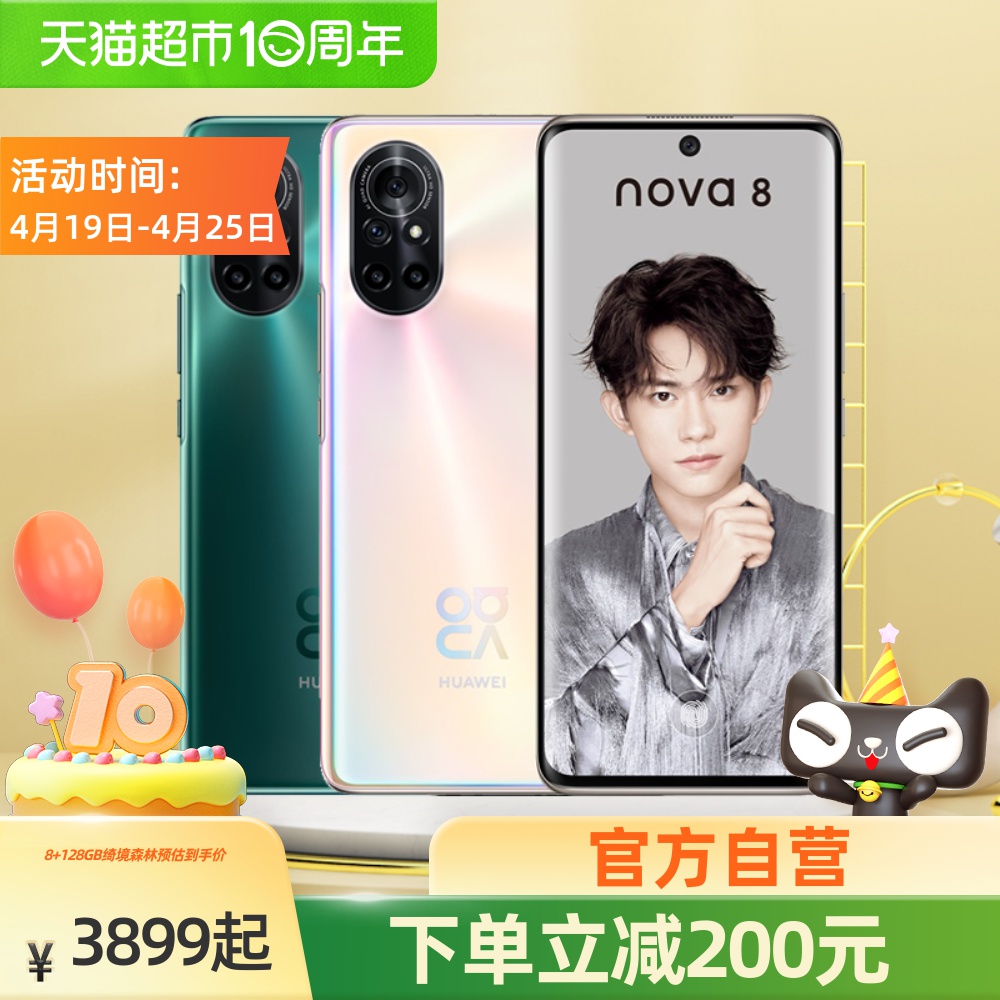 天猫超市10周年
活动时间:
4月19日-4月25日
nova 8
HU
HUAWEI
10
8+128GB绮境森林预估到手价
¥3899起
官方自营
下单立减200元